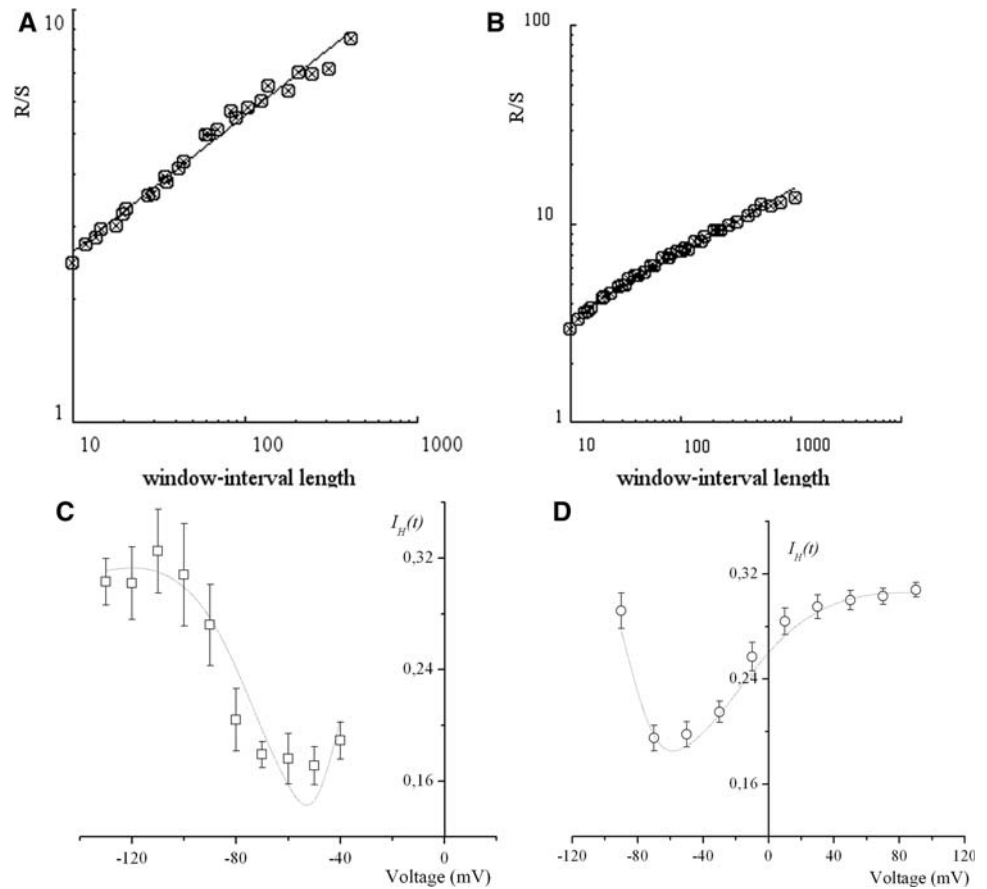 A
R/S
10
1
10 100 1000
window-interval length
B
R/S
100
10
1
10 100 1000
window-interval length
C
I_H(t)
0,32
0,24
0,16
-120 -80 -40 0
Voltage (mV)
D
I_H(t)
0,32
0,24
0,16
-120 -80 -40 0 40 80 120
Voltage (mV)